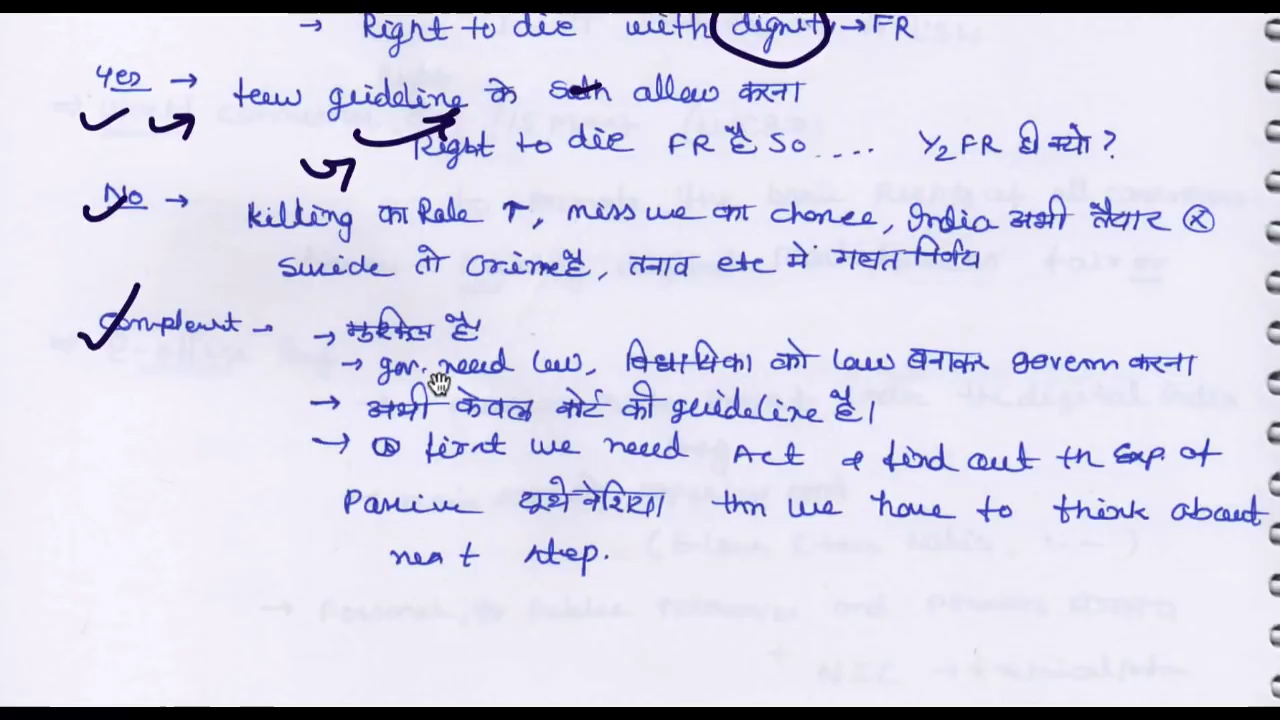 → Right to die with dignity → FR
Yes → few guideline के साथ allow करना
Right to die FR है So .... 1/2 FR ही क्यो ?
No → killing का Rate ↑, miss use का chance, India अभी तैयार ⓧ
Suicide तो crime है, तनाव etc में गलत निर्णय
→ है।
→ gov. need law, विधायिका को law बनाकर govern करना
→ अभी केवल कोर्ट की guideline है।
→ first we need Act & find out th Exp. of
Passive यूथेनेशिया thn we have to think about
next step.